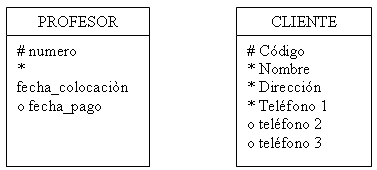 PROFESOR
# numero
*
fecha_colocaciòn
o fecha_pago
CLIENTE
# Código
* Nombre
* Dirección
* Teléfono 1
o teléfono 2
o teléfono 3